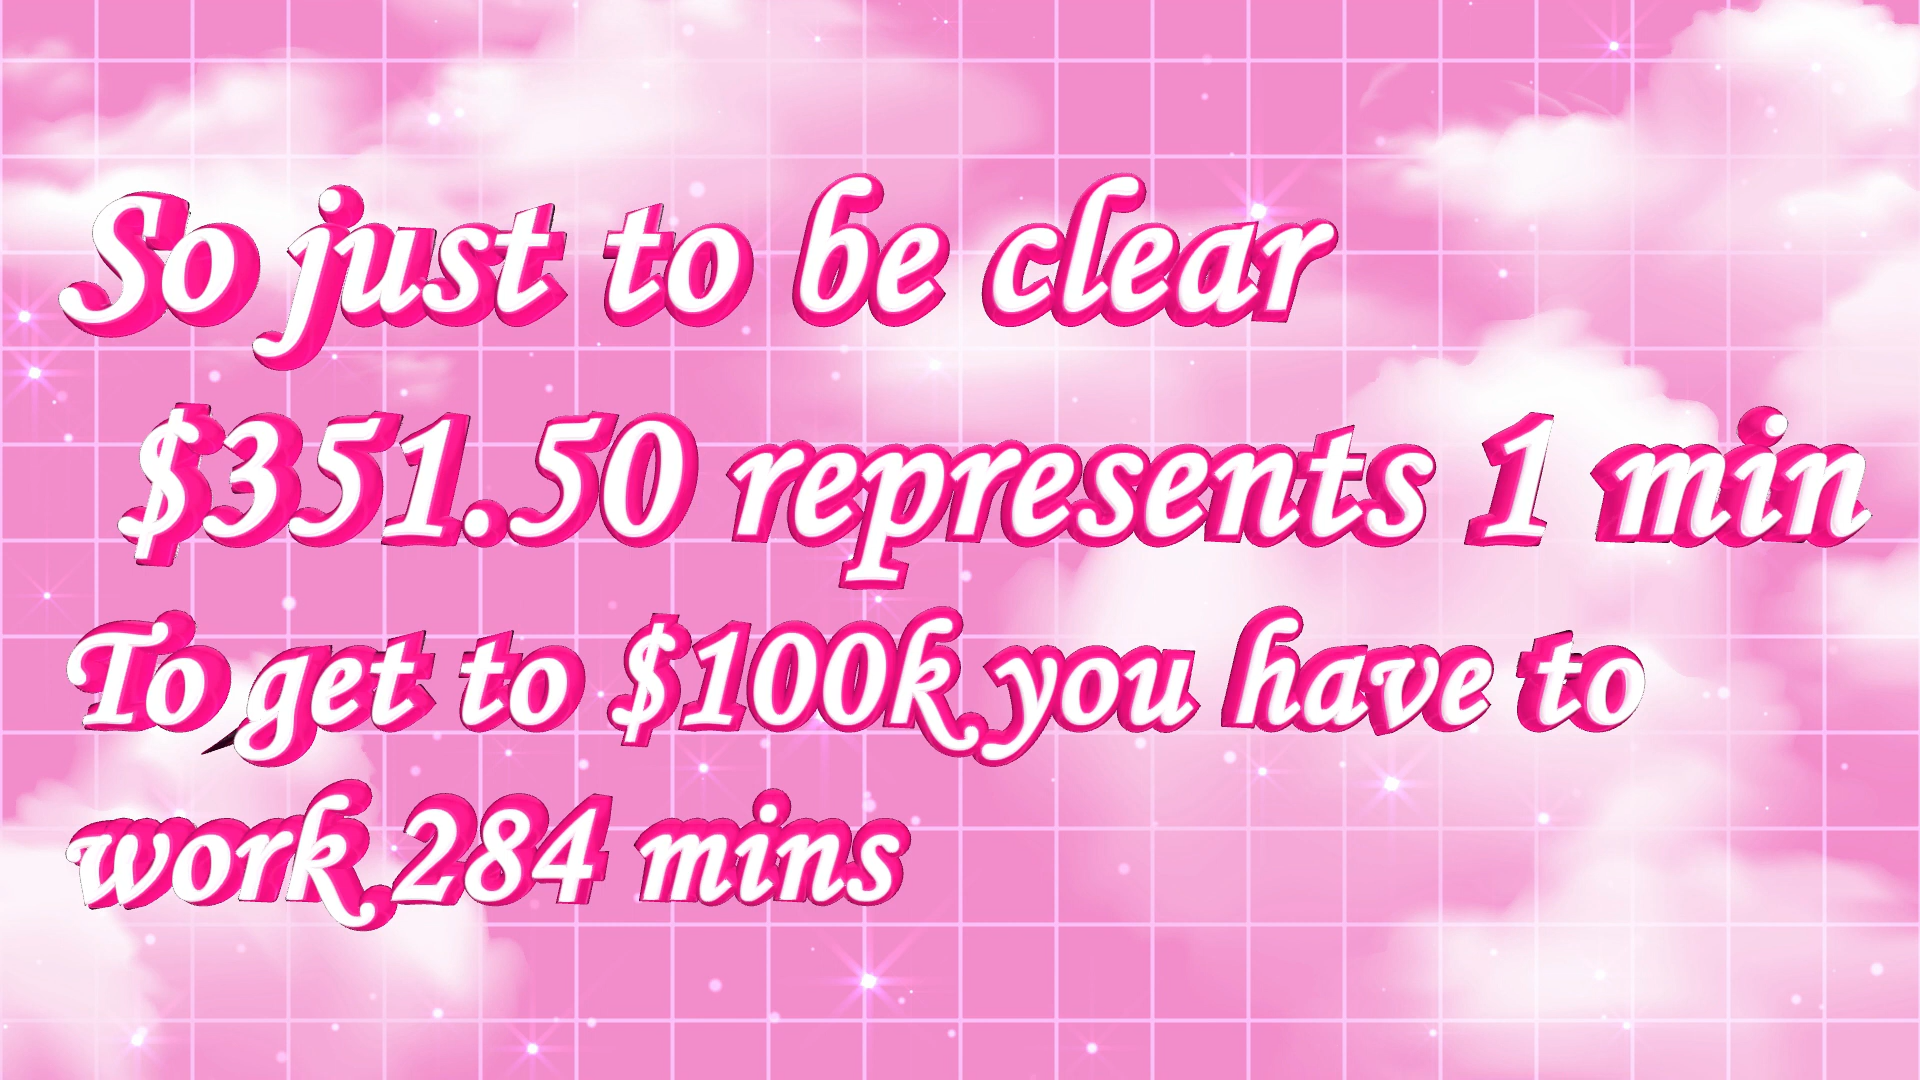 So just to be clear
$351.50 represents 1 min
To get to $100k you have to
work 284 mins